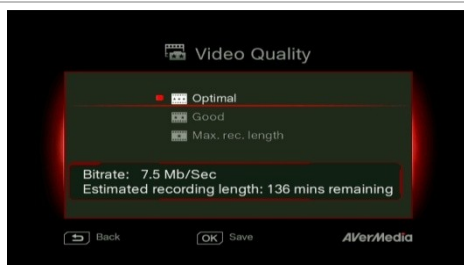 Video Quality
Optimal
Good
Max. rec. length
Bitrate: 7.5 Mb/Sec
Estimated recording length: 136 mins remaining
Back OK Save AVerMedia